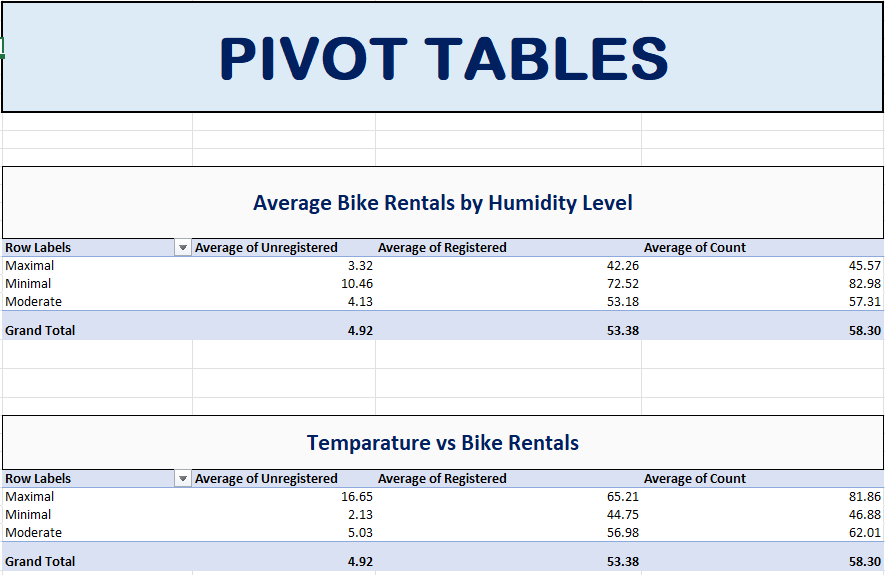 PIVOT TABLES
Average Bike Rentals by Humidity Level
Row Labels Average of Unregistered Average of Registered Average of Count
Maximal 3.32 42.26 45.57
Minimal 10.46 72.52 82.98
Moderate 4.13 53.18 57.31
Grand Total 4.92 53.38 58.30
Temparature vs Bike Rentals
Row Labels Average of Unregistered Average of Registered Average of Count
Maximal 16.65 65.21 81.86
Minimal 2.13 44.75 46.88
Moderate 5.03 56.98 62.01
Grand Total 4.92 53.38 58.30